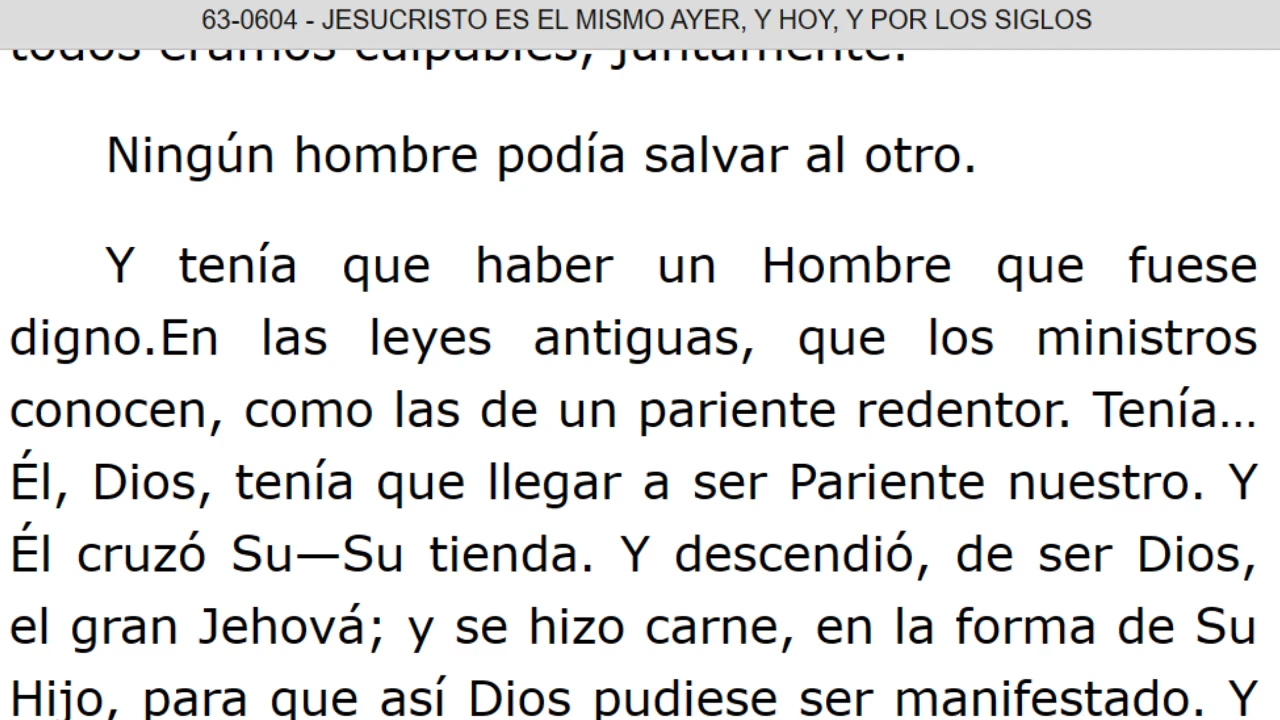 63-0604 - JESUCRISTO ES EL MISMO AYER, Y HOY, Y POR LOS SIGLOS
todos éramos culpables, juntamente.
Ningún hombre podía salvar al otro.
Y tenía que haber un Hombre que fuese
digno.En las leyes antiguas, que los ministros
conocen, como las de un pariente redentor. Tenía…
Él, Dios, tenía que llegar a ser Pariente nuestro. Y
Él cruzó Su—Su tienda. Y descendió, de ser Dios,
el gran Jehová; y se hizo carne, en la forma de Su
Hijo, para que así Dios pudiese ser manifestado. Y